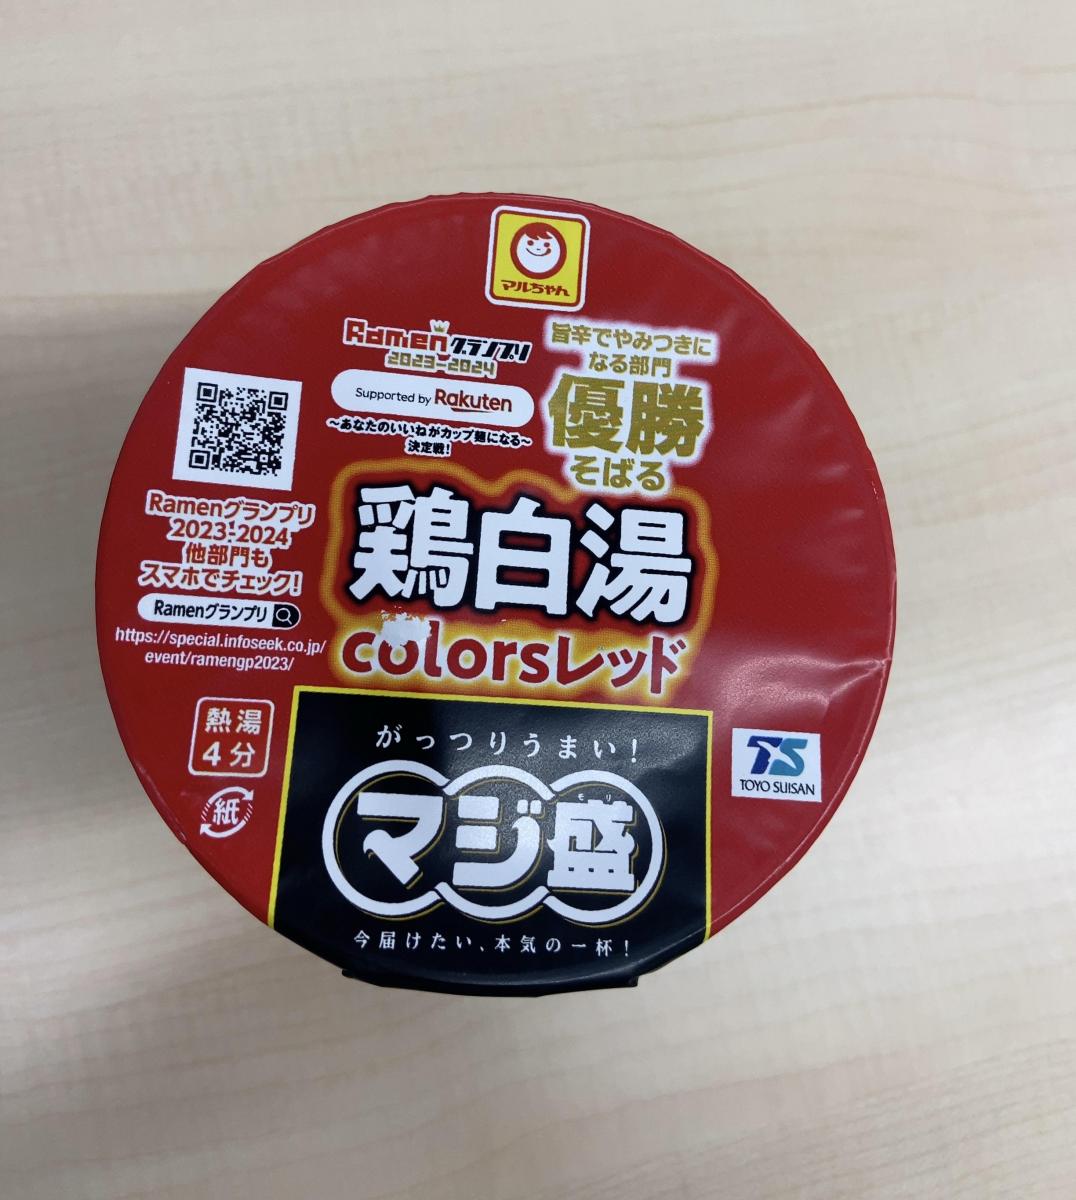 マルちゃん
Ramenグランプリ
2023-2024
Supported by Rakuten
~あなたのいいねがカップ麺になる~
決定戦!
旨辛でやみつきに
なる部門
優勝
そばる
Ramenグランプリ
2023-2024
他部門も
スマホでチェック!
Ramenグランプリ
https://special.infoseek.co.jp/
event/ramengp2023/
鶏白湯
colorsレッド
熱湯
4分
紙
がっつりうまい!
マジ盛
モリ
今届けたい、本気の一杯!
TS
TOYO SUISAN